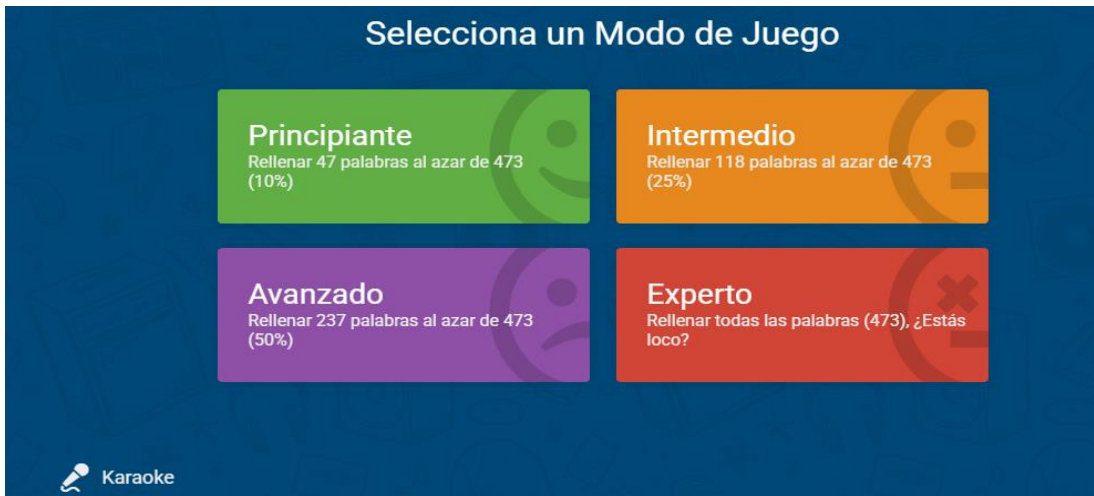 Selecciona un Modo de Juego
Principiante
Rellenar 47 palabras al azar de 473
(10%)
Intermedio
Rellenar 118 palabras al azar de 473
(25%)
Avanzado
Rellenar 237 palabras al azar de 473
(50%)
Experto
Rellenar todas las palabras (473), ¿Estás
loco?
Karaoke